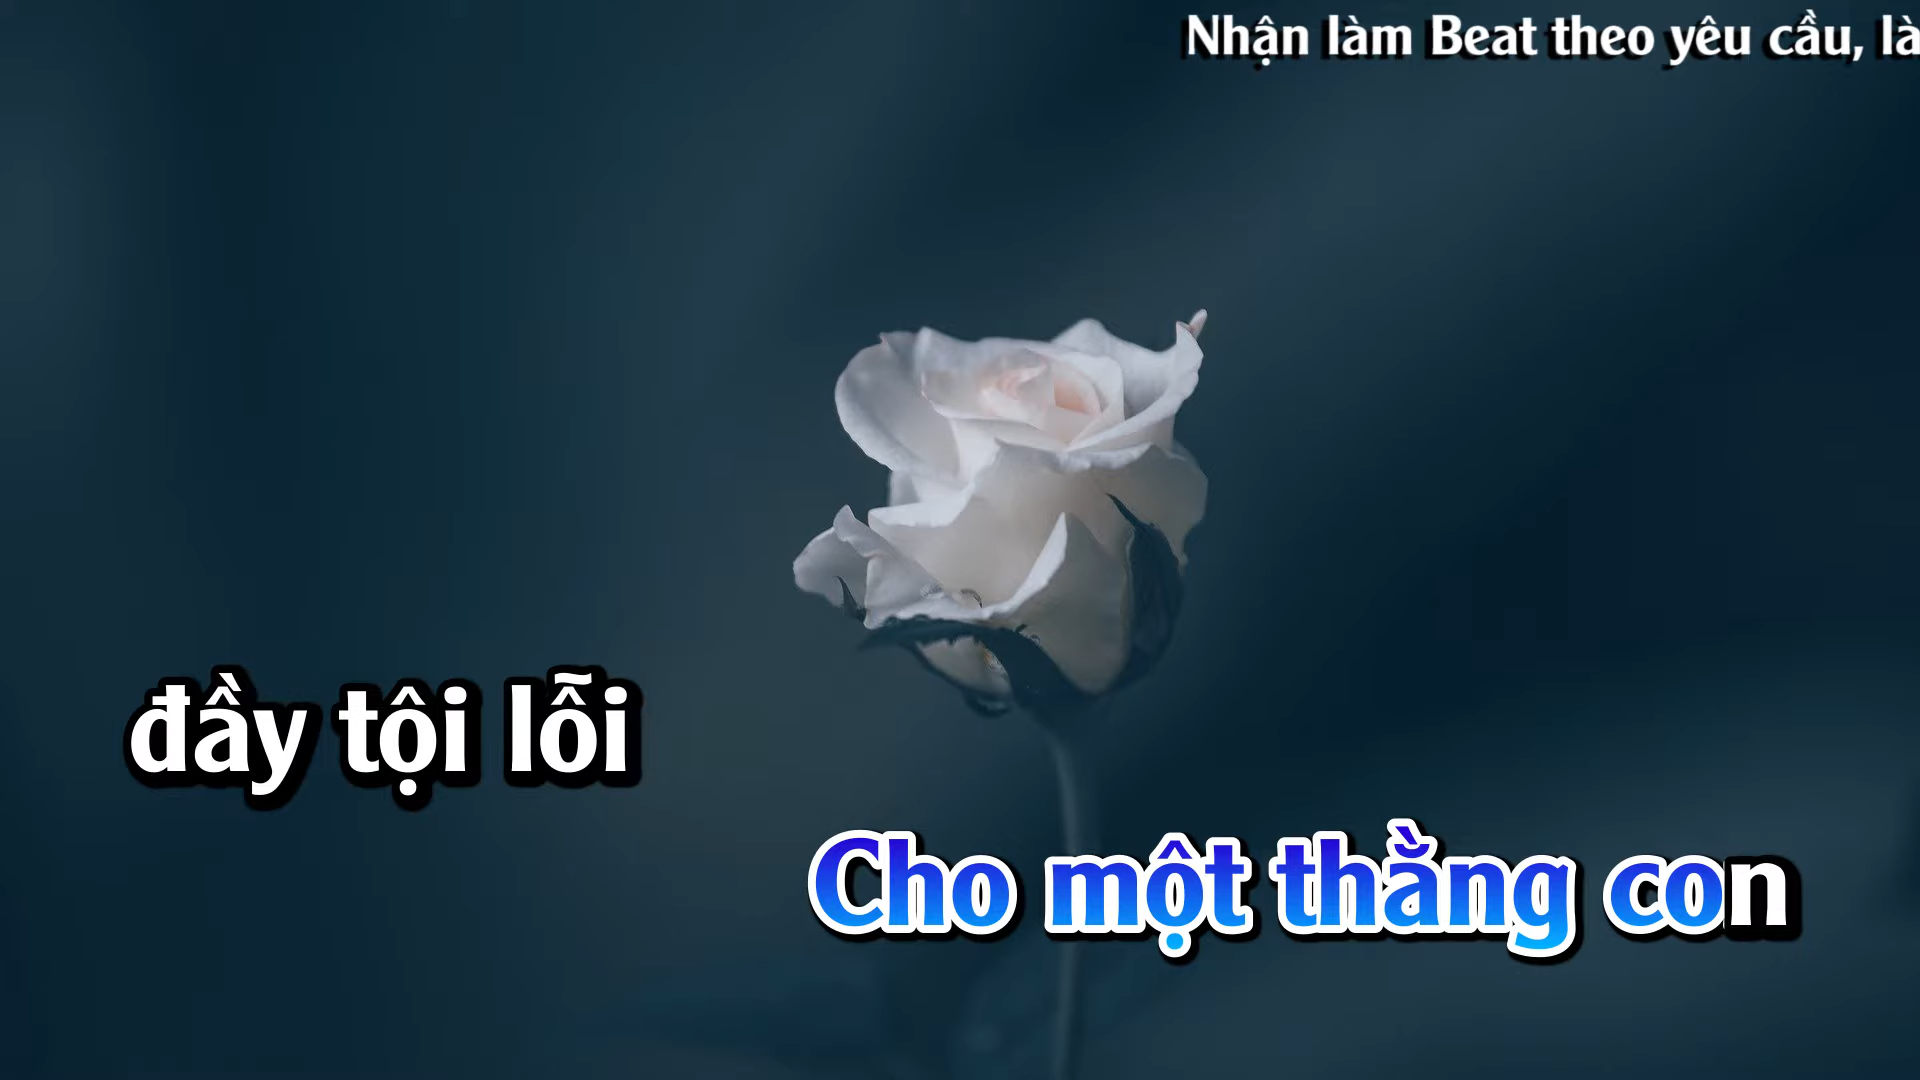 Nhận làm Beat theo yêu cầu, là
đầy tội lỗi
Cho một thằng con